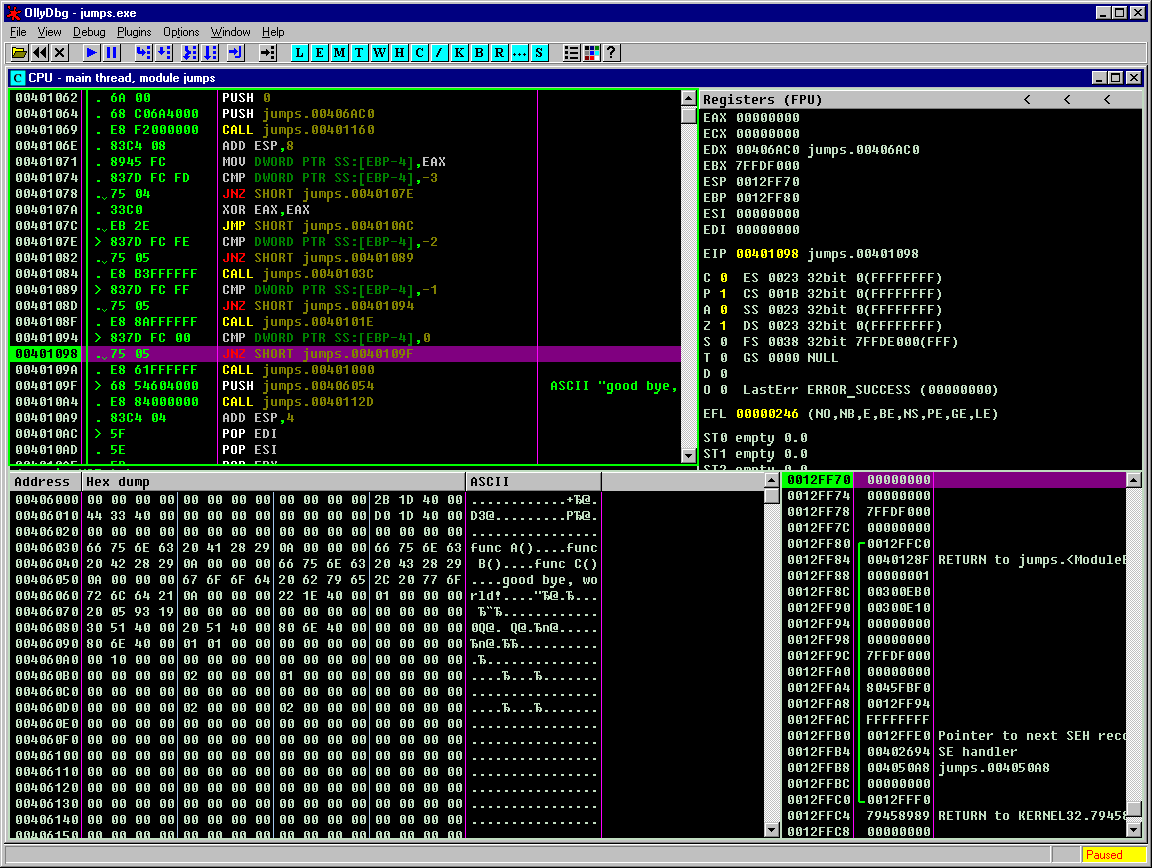 OllyDbg - jumps.exe
File View Debug Plugins Options Window Help
L E M T W H C / K B R ... S ?
C CPU - main thread, module jumps
00401062 . 6A 00 PUSH 0
00401064 . 68 C06A4000 PUSH jumps.00406AC0
00401069 . E8 F2000000 CALL jumps.00401160
0040106E . 83C4 08 ADD ESP,8
00401071 . 8945 FC MOV DWORD PTR SS:[EBP-4],EAX
00401074 . 837D FC FD CMP DWORD PTR SS:[EBP-4],-3
00401078 . 75 04 JNZ SHORT jumps.0040107E
0040107A . 33C0 XOR EAX,EAX
0040107C . EB 2E JMP SHORT jumps.004010AC
0040107E > 837D FC FE CMP DWORD PTR SS:[EBP-4],-2
00401082 . 75 05 JNZ SHORT jumps.00401089
00401084 . E8 B3FFFFFF CALL jumps.0040103C
00401089 > 837D FC FF CMP DWORD PTR SS:[EBP-4],-1
0040108D . 75 05 JNZ SHORT jumps.00401094
0040108F . E8 8AFFFFFF CALL jumps.0040101E
00401094 > 837D FC 00 CMP DWORD PTR SS:[EBP-4],0
00401098 . 75 05 JNZ SHORT jumps.0040109F
0040109A . E8 61FFFFFF CALL jumps.00401000
0040109F > 68 54604000 PUSH jumps.00406054 ASCII "good bye,
004010A4 . E8 84000000 CALL jumps.0040112D
004010A9 . 83C4 04 ADD ESP,4
004010AC > 5F POP EDI
004010AD . 5E POP ESI
Registers (FPU) < < <
EAX 00000000
ECX 00000000
EDX 00406AC0 jumps.00406AC0
EBX 7FFDF000
ESP 0012FF70
EBP 0012FF80
ESI 00000000
EDI 00000000
EIP 00401098 jumps.00401098
C 0 ES 0023 32bit 0(FFFFFFFF)
P 1 CS 001B 32bit 0(FFFFFFFF)
A 0 SS 0023 32bit 0(FFFFFFFF)
Z 1 DS 0023 32bit 0(FFFFFFFF)
S 0 FS 0038 32bit 7FFDE000(FFF)
T 0 GS 0000 NULL
D 0
O 0 LastErr ERROR_SUCCESS (00000000)
EFL 00000246 (NO,NB,E,BE,NS,PE,GE,LE)
ST0 empty 0.0
ST1 empty 0.0
ST2 empty 0.0
Address Hex dump ASCII
00406000 00 00 00 00 00 00 00 00 00 00 00 00 2B 1D 40 00 ............+Ђ@.
00406010 44 33 40 00 00 00 00 00 00 00 00 00 D0 1D 40 00 D3@.........РЂ@.
00406020 00 00 00 00 00 00 00 00 00 00 00 00 00 00 00 00 ................
00406030 66 75 6E 63 20 41 28 29 0A 00 00 00 66 75 6E 63 func A()....func
00406040 20 42 28 29 0A 00 00 00 66 75 6E 63 20 43 28 29 B()....func C()
00406050 0A 00 00 00 67 6F 6F 64 20 62 79 65 2C 20 77 6F ....good bye, wo
00406060 72 6C 64 21 0A 00 00 00 22 1E 40 00 01 00 00 00 rld!...."Ђ@.Ђ...
00406070 20 05 93 19 00 00 00 00 00 00 00 00 00 00 00 00 Ђ“Ђ............
00406080 30 51 40 00 20 51 40 00 80 6E 40 00 00 00 00 00 0Q@. Q@.Ђn@.....
00406090 80 6E 40 00 01 01 00 00 00 00 00 00 00 00 00 00 Ђn@.ЂЂ..........
004060A0 00 10 00 00 00 00 00 00 00 00 00 00 00 00 00 00 .Ђ..............
004060B0 00 00 00 00 02 00 00 00 01 00 00 00 00 00 00 00 ....Ђ...Ђ.......
004060C0 00 00 00 00 00 00 00 00 00 00 00 00 00 00 00 00 ................
004060D0 00 00 00 00 02 00 00 00 02 00 00 00 00 00 00 00 ....Ђ...Ђ.......
004060E0 00 00 00 00 00 00 00 00 00 00 00 00 00 00 00 00 ................
004060F0 00 00 00 00 00 00 00 00 00 00 00 00 00 00 00 00 ................
00406100 00 00 00 00 00 00 00 00 00 00 00 00 00 00 00 00 ................
00406110 00 00 00 00 00 00 00 00 00 00 00 00 00 00 00 00 ................
00406120 00 00 00 00 00 00 00 00 00 00 00 00 00 00 00 00 ................
00406130 00 00 00 00 00 00 00 00 00 00 00 00 00 00 00 00 ................
00406140 00 00 00 00 00 00 00 00 00 00 00 00 00 00 00 00 ................
00406150 00 00 00 00 00 00 00 00 00 00 00 00 00 00 00 00 ................
0012FF70 00000000
0012FF74 00000000
0012FF78 7FFDF000
0012FF7C 00000000
0012FF80 0012FFC0
0012FF84 0040128F RETURN to jumps.<ModuleE
0012FF88 00000001
0012FF8C 00300EB0
0012FF90 00300E10
0012FF94 00000000
0012FF98 00000000
0012FF9C 7FFDF000
0012FFA0 00000000
0012FFA4 8045FBF0
0012FFA8 0012FF94
0012FFAC FFFFFFFF
0012FFB0 0012FFE0 Pointer to next SEH reco
0012FFB4 00402694 SE handler
0012FFB8 004050A8 jumps.004050A8
0012FFBC 00000000
0012FFC0 0012FFF0
0012FFC4 79458989 RETURN to KERNEL32.79458
0012FFC8 00000000
Paused